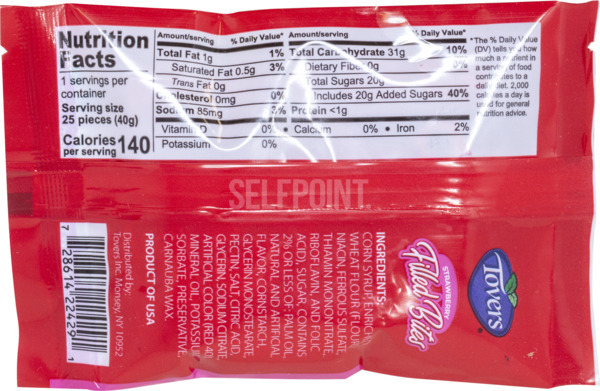 Nutrition
Facts
1 servings per
container
Serving size
25 pieces (40g)
Calories 140
per serving
Amount/serving % Daily Value*
Total Fat 1g 1%
Saturated Fat 0.5g 3%
Trans Fat 0g
Cholesterol 0mg 0%
Sodium 85mg
Amount/serving % Daily Value*
Total Carbohydrate 31g 10%
Dietary Fiber 0g 0%
Total Sugars 20g
Includes 20g Added Sugars 40%
Protein <1g
Vitamin D 0% • Calcium 0% • Iron 2%
Potassium 0%
*The % Daily Value
(DV) tells you how
much a nutrient in
a serving of food
contributes to a
daily diet. 2,000
calories a day is
used for general
nutrition advice.
SELFPOINT.
Tovers
STRAWBERRY
Filled Bites
INGREDIENTS:
CORN SYRUP, ENRICHED
WHEAT FLOUR (FLOUR,
NIACIN, FERROUS SULFATE,
THIAMIN MONONITRATE,
RIBOFLAVIN, AND FOLIC
ACID), SUGAR, CONTAINS
2% OR LESS OF: PALM OIL,
NATURAL AND ARTIFICIAL
FLAVOR, CORNSTARCH,
GLYCERIN MONOSTEARATE,
PECTIN, SALT, CITRIC ACID,
GLYCERIN, SODIUM CITRATE,
ARTIFICIAL COLOR (RED 40),
MINERAL OIL, POTASSIUM
SORBATE PRESERVATIVE,
CARNAUBA WAX.
PRODUCT OF USA
Distributed by:
Tovers Inc. Monsey, NY 10952
7 28614 22429 1